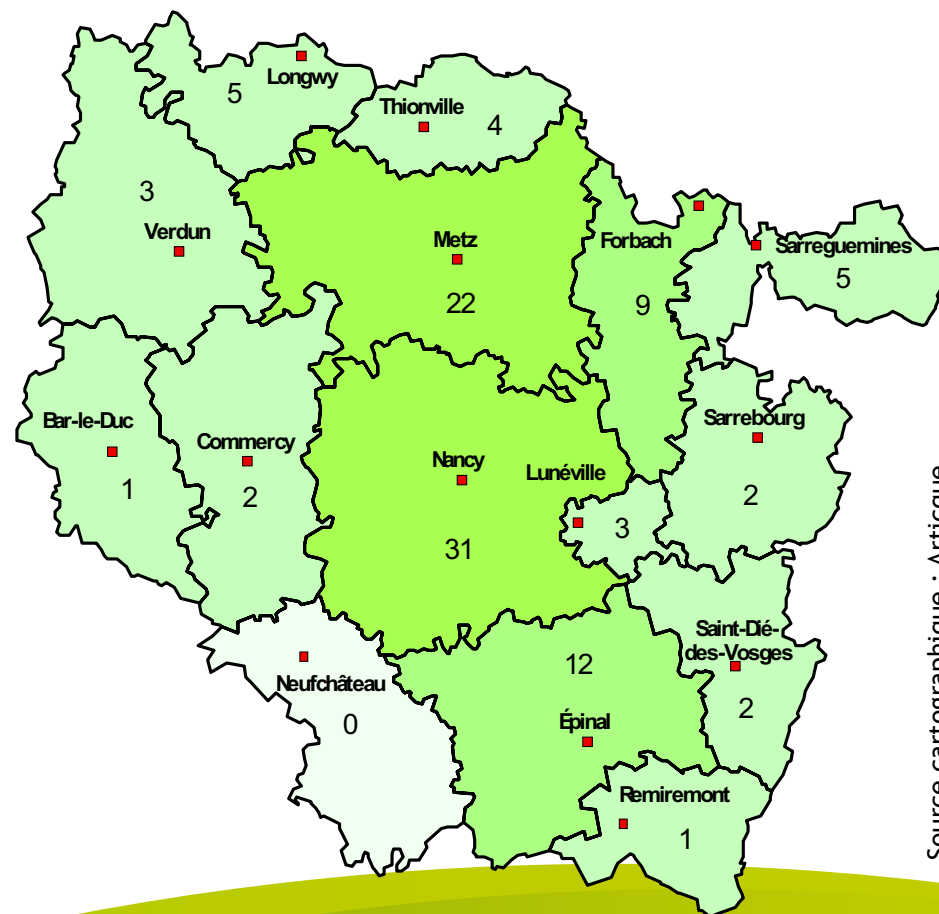 Longwy
5
Thionville
4
3
Verdun
Metz
22
Forbach
9
Sarreguemines
5
Bar-le-Duc
1
Commercy
2
Nancy
31
Lunéville
3
Sarrebourg
2
Saint-Dié-
des-Vosges
2
12
Épinal
Neufchâteau
0
Remiremont
1
Source cartographique : Articque